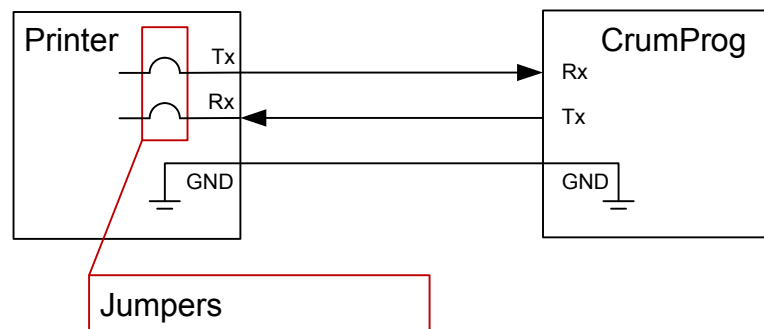 Printer
CrumProg
Tx
Rx
Rx
Tx
GND
GND
Jumpers